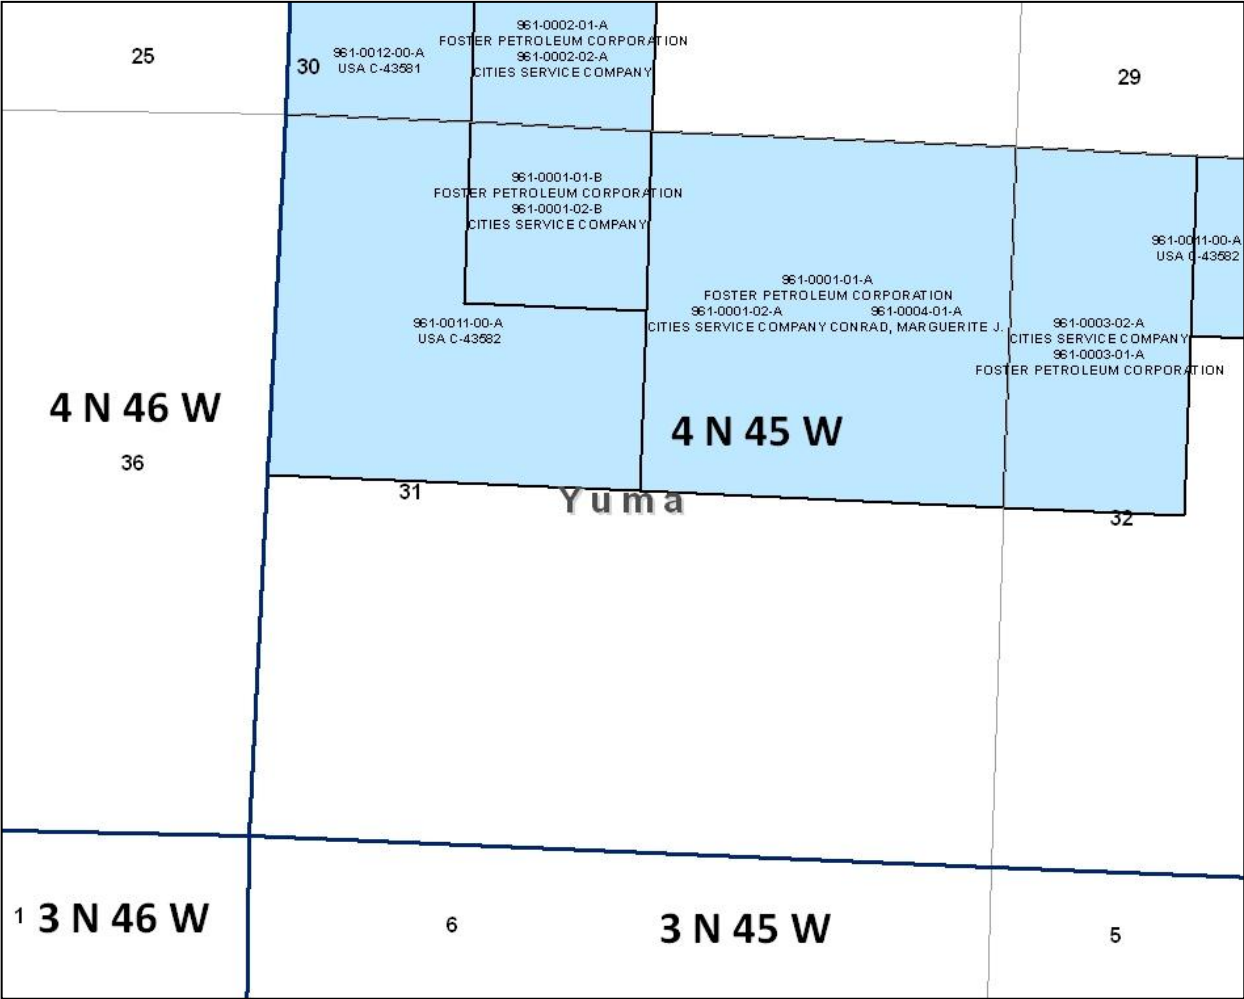 25
30
961-0012-00-A
USA C-43581
961-0002-01-A
FOSTER PETROLEUM CORPORATION
961-0002-02-A
CITIES SERVICE COMPANY
29
961-0001-01-B
FOSTER PETROLEUM CORPORATION
961-0001-02-B
CITIES SERVICE COMPANY
961-0011-00-A
USA C-43582
961-0001-01-A
FOSTER PETROLEUM CORPORATION
961-0001-02-A 961-0004-01-A
CITIES SERVICE COMPANY CONRAD, MARGUERITE J.
961-0011-00-A
USA C-43582
961-0003-02-A
CITIES SERVICE COMPANY
961-0003-01-A
FOSTER PETROLEUM CORPORATION
4 N 46 W
36
4 N 45 W
31
Yuma
32
1
3 N 46 W
6
3 N 45 W
5